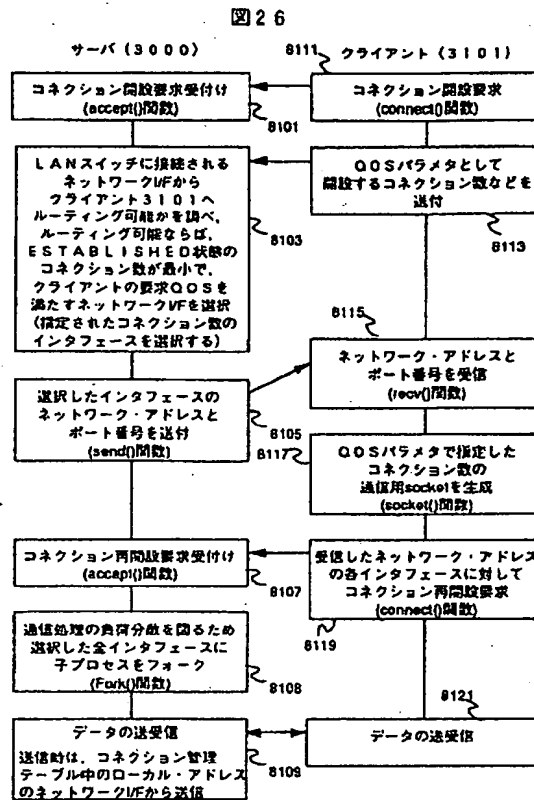 図26
サーバ(3000)
クライアント(3101)
8111
コネクション開設要求受付け
(accept()関数)
8101
コネクション開設要求
(connect()関数)
LANスイッチに接続される
ネットワークI/Fから
クライアント3101へ
ルーティング可能かを調べ、
ルーティング可能ならば、
ESTABLISHED状態の
コネクション数が最小で、
クライアントの要求QOSを
満たすネットワークI/Fを選択
(指定されたコネクション数の
インタフェースを選択する)
8103
QOSパラメタとして
開設するコネクション数などを
送付
8113
8115
ネットワーク・アドレスと
ポート番号を受信
(recv()関数)
選択したインタフェースの
ネットワーク・アドレスと
ポート番号を送付
(send()関数)
8105
8117
QOSパラメタで指定した
コネクション数の
通信用socketを生成
(socket()関数)
コネクション再開設要求受付け
(accept()関数)
8107
受信したネットワーク・アドレス
の各インタフェースに対して
コネクション再開設要求
(connect()関数)
8119
通信処理の負荷分散を図るため
選択した全インタフェースに
子プロセスをフォーク
(Fork()関数)
8108
8121
データの送受信
送信時は、コネクション管理
テーブル中のローカル・アドレス
のネットワークI/Fから送信
8109
データの送受信